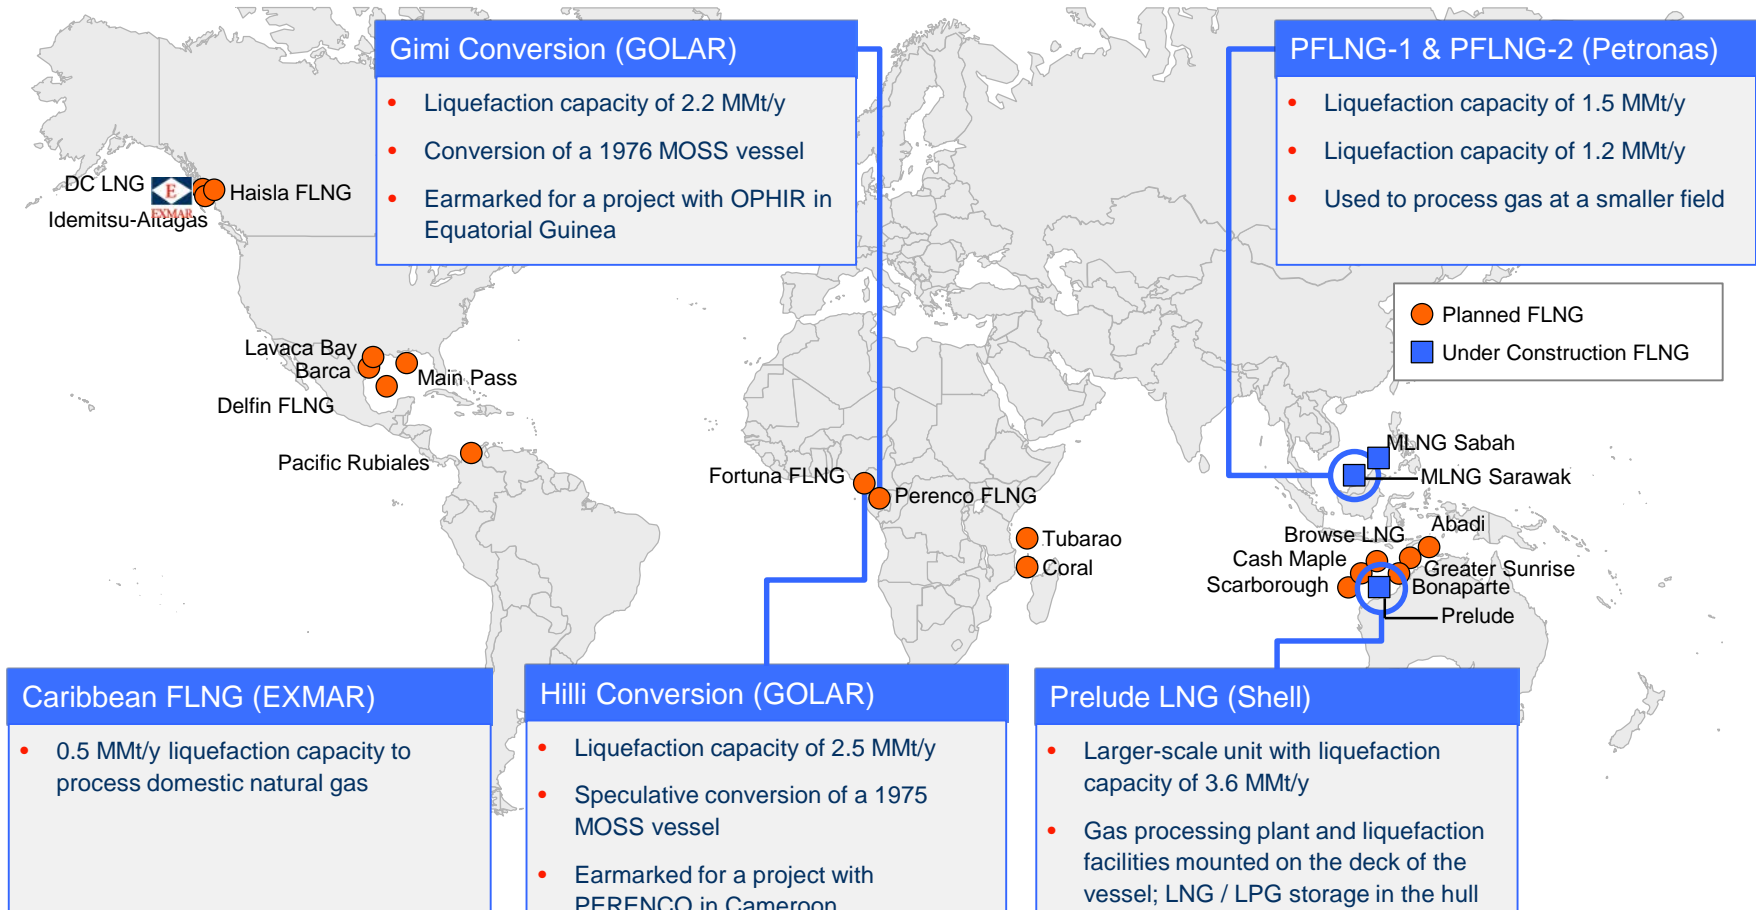 Gimi Conversion (GOLAR)
• Liquefaction capacity of 2.2 MMt/y
• Conversion of a 1976 MOSS vessel
• Earmarked for a project with OPHIR in
Equatorial Guinea
PFLNG-1 & PFLNG-2 (Petronas)
• Liquefaction capacity of 1.5 MMt/y
• Liquefaction capacity of 1.2 MMt/y
• Used to process gas at a smaller field
Planned FLNG
Under Construction FLNG
DC LNG
E
EXMAR
Haisla FLNG
Idemitsu-Altagas
Lavaca Bay
Barca
Main Pass
Delfin FLNG
Pacific Rubiales
Fortuna FLNG
Perenco FLNG
Tubarao
Coral
MLNG Sabah
MLNG Sarawak
Abadi
Browse LNG
Cash Maple
Greater Sunrise
Scarborough
Bonaparte
Prelude
Caribbean FLNG (EXMAR)
• 0.5 MMt/y liquefaction capacity to
process domestic natural gas
Hilli Conversion (GOLAR)
• Liquefaction capacity of 2.5 MMt/y
• Speculative conversion of a 1975
MOSS vessel
• Earmarked for a project with
PERENCO in Cameroon
Prelude LNG (Shell)
• Larger-scale unit with liquefaction
capacity of 3.6 MMt/y
• Gas processing plant and liquefaction
facilities mounted on the deck of the
vessel; LNG / LPG storage in the hull